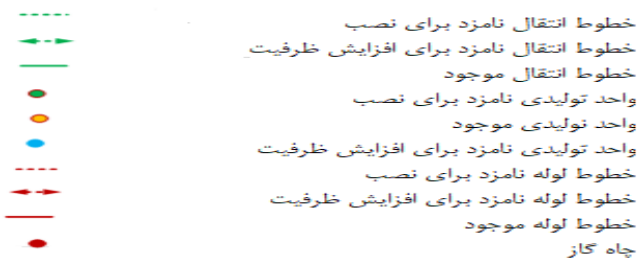 خطوط انتقال نامزد برای نصب
خطوط انتقال نامزد برای افزایش ظرفیت
خطوط انتقال موجود
واحد تولیدی نامزد برای نصب
واحد نولیدی موجود
واحد تولیدی نامزد برای افزایش ظرفیت
خطوط لوله نامزد برای نصب
خطوط لوله نامزد برای افزایش ظرفیت
خطوط لوله موجود
چاه گاز